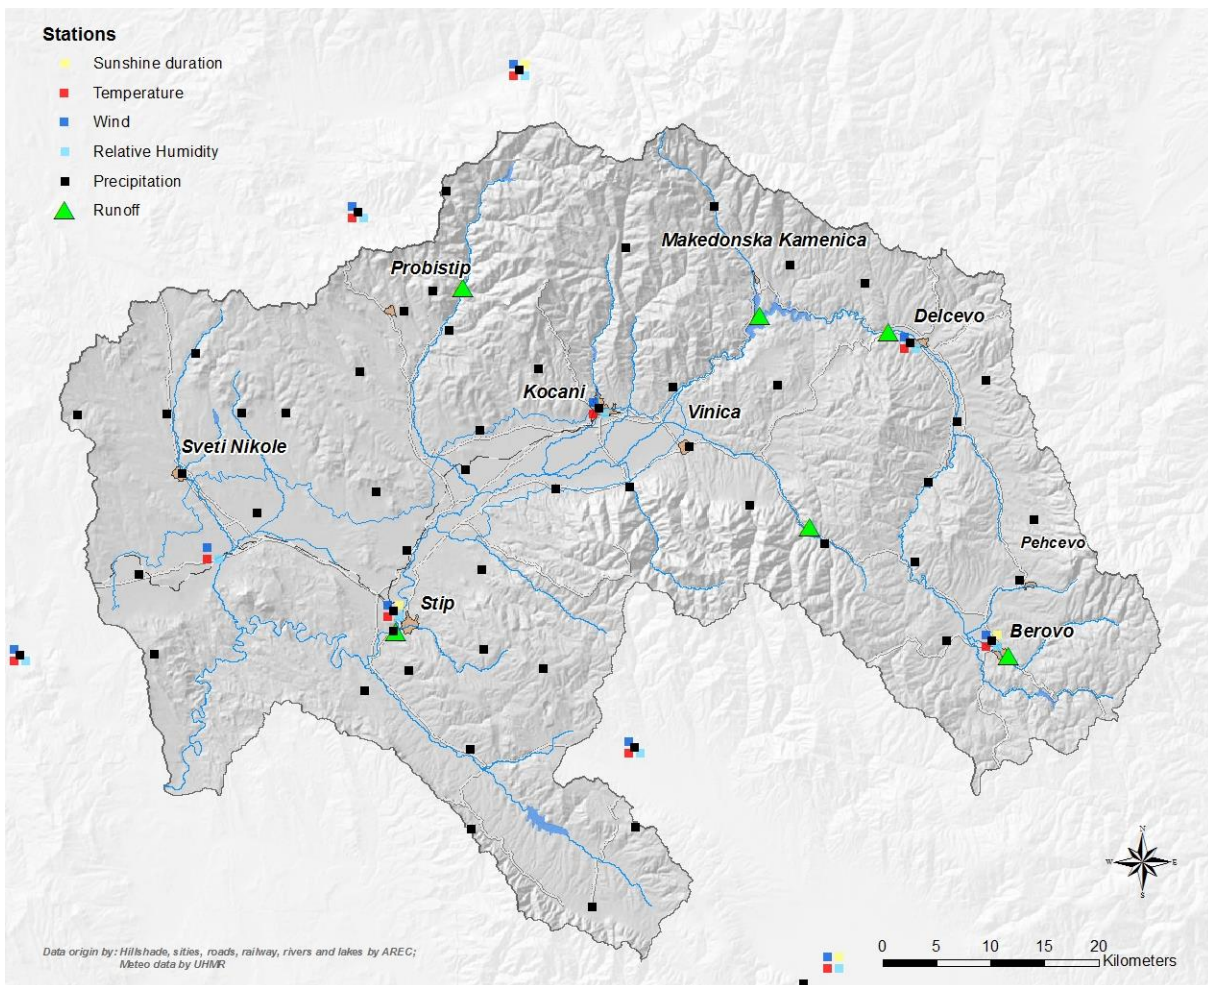 Stations
Sunshine duration
Temperature
Wind
Relative Humidity
Precipitation
Runoff
Makedonska Kamenica
Probistip
Delcevo
Kocani
Vinica
Sveti Nikole
Pehcevo
Stip
Berovo
N
W
E
S
0 5 10 15 20
Kilometers
Data origin by: Hillshade, sities, roads, railway, rivers and lakes by AREC;
Meteo data by UHMR